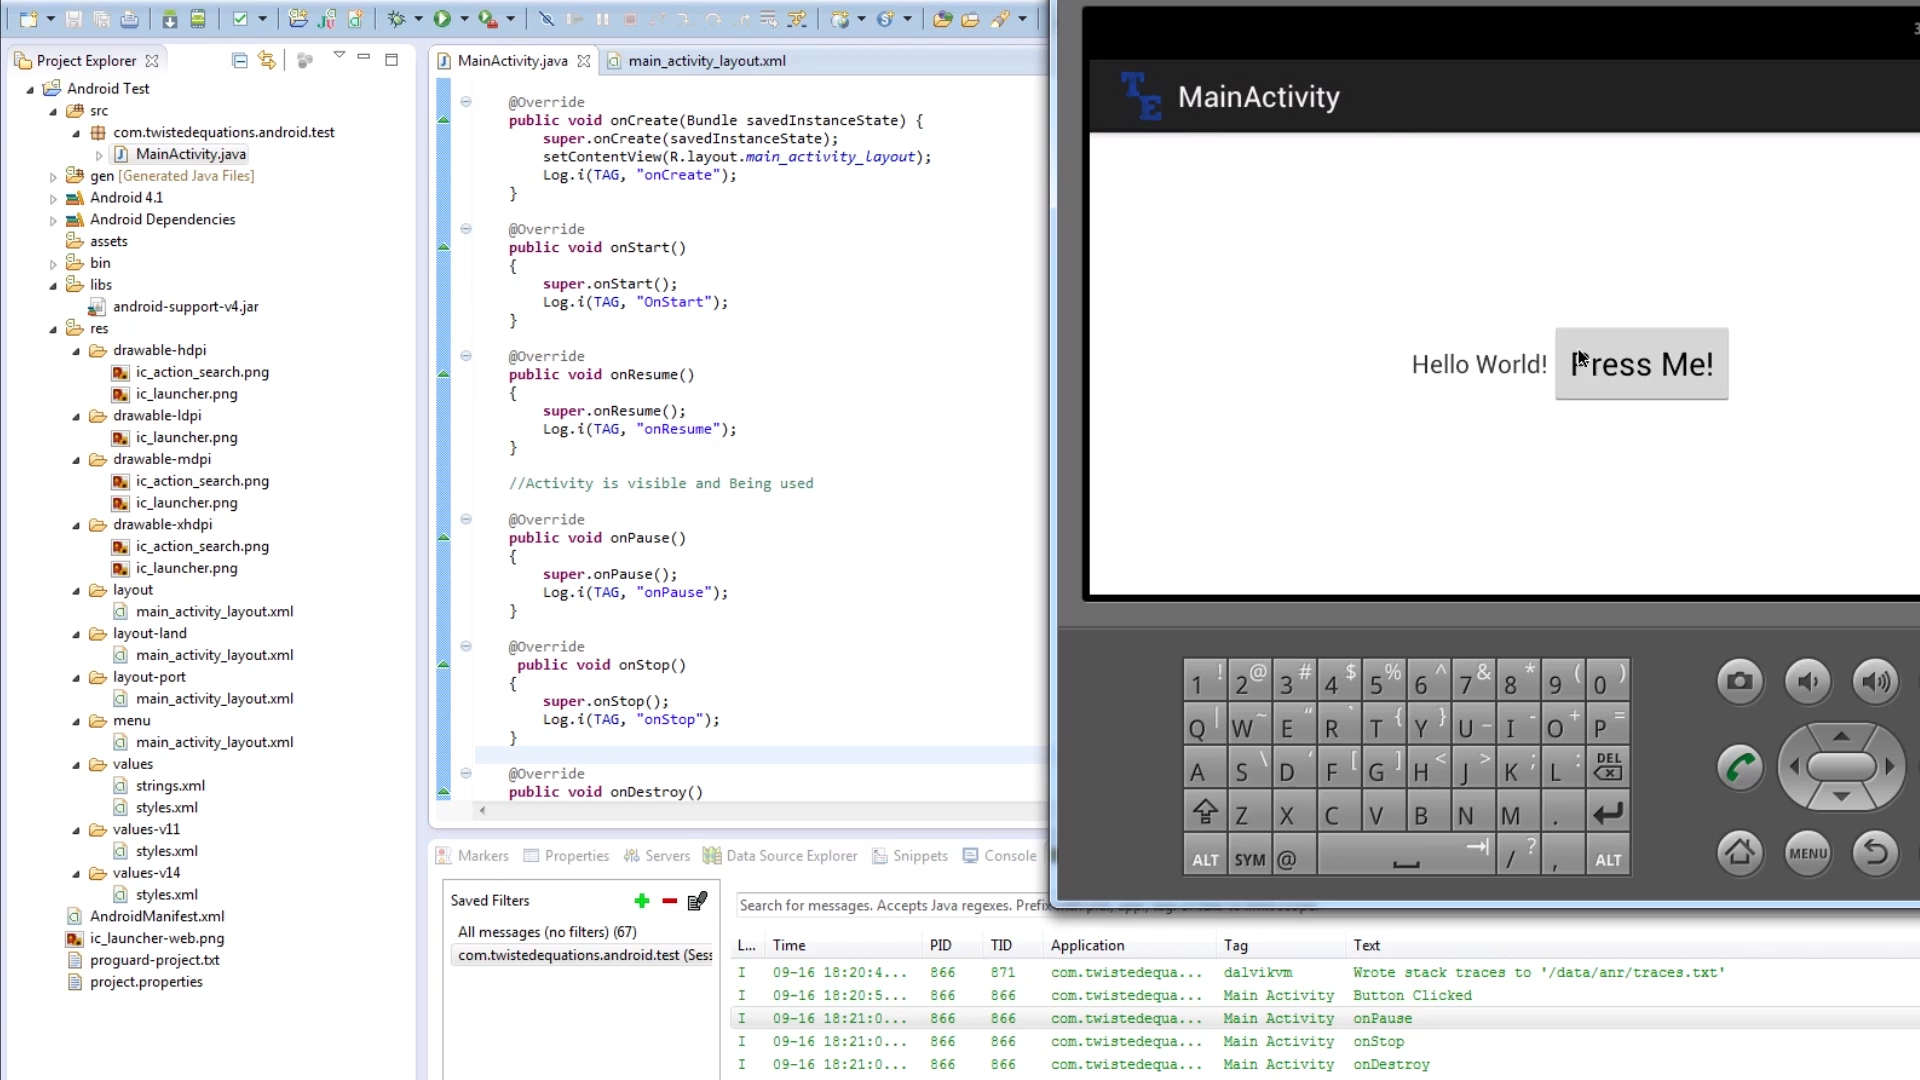 Project Explorer
Android Test
src
com.twistedequations.android.test
MainActivity.java
gen [Generated Java Files]
Android 4.1
Android Dependencies
assets
bin
libs
android-support-v4.jar
res
drawable-hdpi
ic_action_search.png
ic_launcher.png
drawable-ldpi
ic_launcher.png
drawable-mdpi
ic_action_search.png
ic_launcher.png
drawable-xhdpi
ic_action_search.png
ic_launcher.png
layout
main_activity_layout.xml
layout-land
main_activity_layout.xml
layout-port
main_activity_layout.xml
menu
main_activity_layout.xml
values
strings.xml
styles.xml
values-v11
styles.xml
values-v14
styles.xml
AndroidManifest.xml
ic_launcher-web.png
proguard-project.txt
project.properties
MainActivity.java main_activity_layout.xml
@Override
public void onCreate(Bundle savedInstanceState) {
super.onCreate(savedInstanceState);
setContentView(R.layout.main_activity_layout);
Log.i(TAG, "onCreate");
}
@Override
public void onStart()
{
super.onStart();
Log.i(TAG, "OnStart");
}
@Override
public void onResume()
{
super.onResume();
Log.i(TAG, "onResume");
}
//Activity is visible and Being used
@Override
public void onPause()
{
super.onPause();
Log.i(TAG, "onPause");
}
@Override
public void onStop()
{
super.onStop();
Log.i(TAG, "onStop");
}
@Override
public void onDestroy()
TE MainActivity
Hello World! Press Me!
1 ! 2 @ 3 # 4 $ 5 % 6 ^ 7 & 8 * 9 ( 0 )
Q | W ~ E " R ` T { Y } U _ I - O + P =
A S \ D ' F [ G ] H < J > K ; L : DEL
Z X C V B N M .
ALT SYM @ / ? , ALT
MENU
Markers Properties Servers Data Source Explorer Snippets Console
Saved Filters
All messages (no filters) (67)
com.twistedequations.android.test (Sess
Search for messages. Accepts Java regexes.
L... Time PID TID Application Tag Text
I 09-16 18:20:4... 866 871 com.twistedequa... dalvikvm Wrote stack traces to '/data/anr/traces.txt'
I 09-16 18:20:5... 866 866 com.twistedequa... Main Activity Button Clicked
I 09-16 18:21:0... 866 866 com.twistedequa... Main Activity onPause
I 09-16 18:21:0... 866 866 com.twistedequa... Main Activity onStop
I 09-16 18:21:0... 866 866 com.twistedequa... Main Activity onDestroy